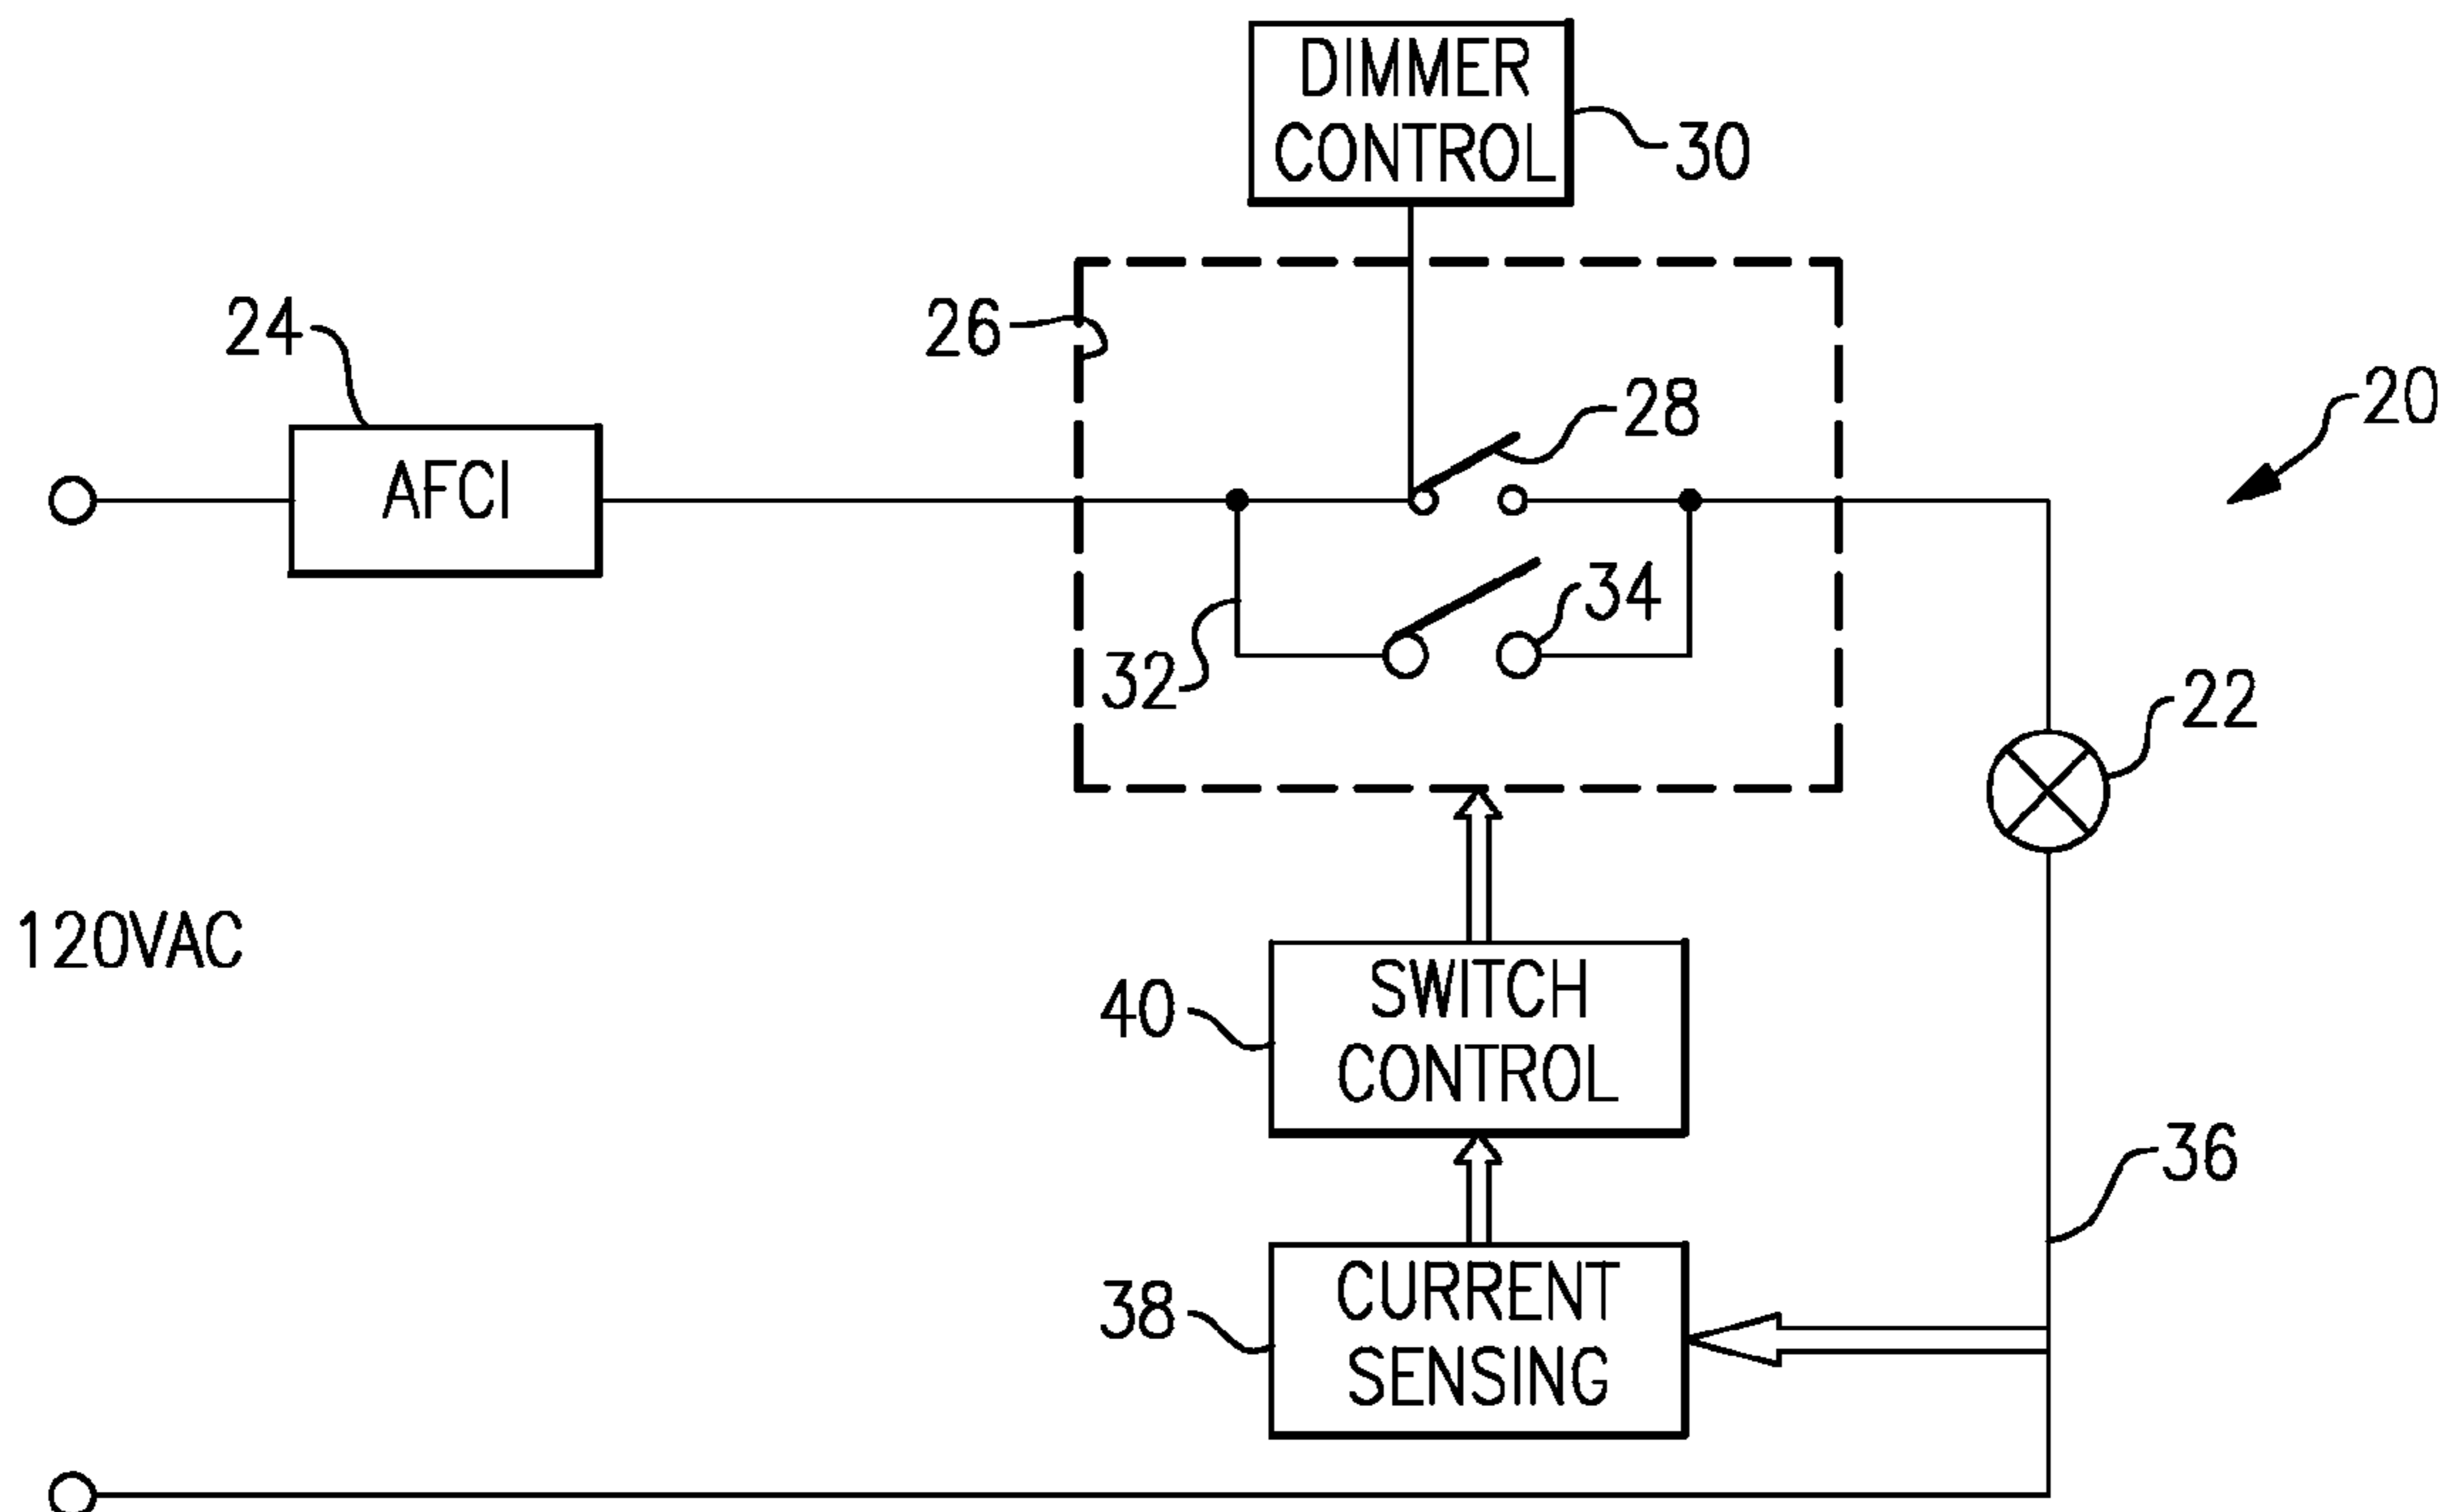 DIMMER
CONTROL
30
24
26
28
20
AFCI
34
32
22
120VAC
40
SWITCH
CONTROL
36
38
CURRENT
SENSING